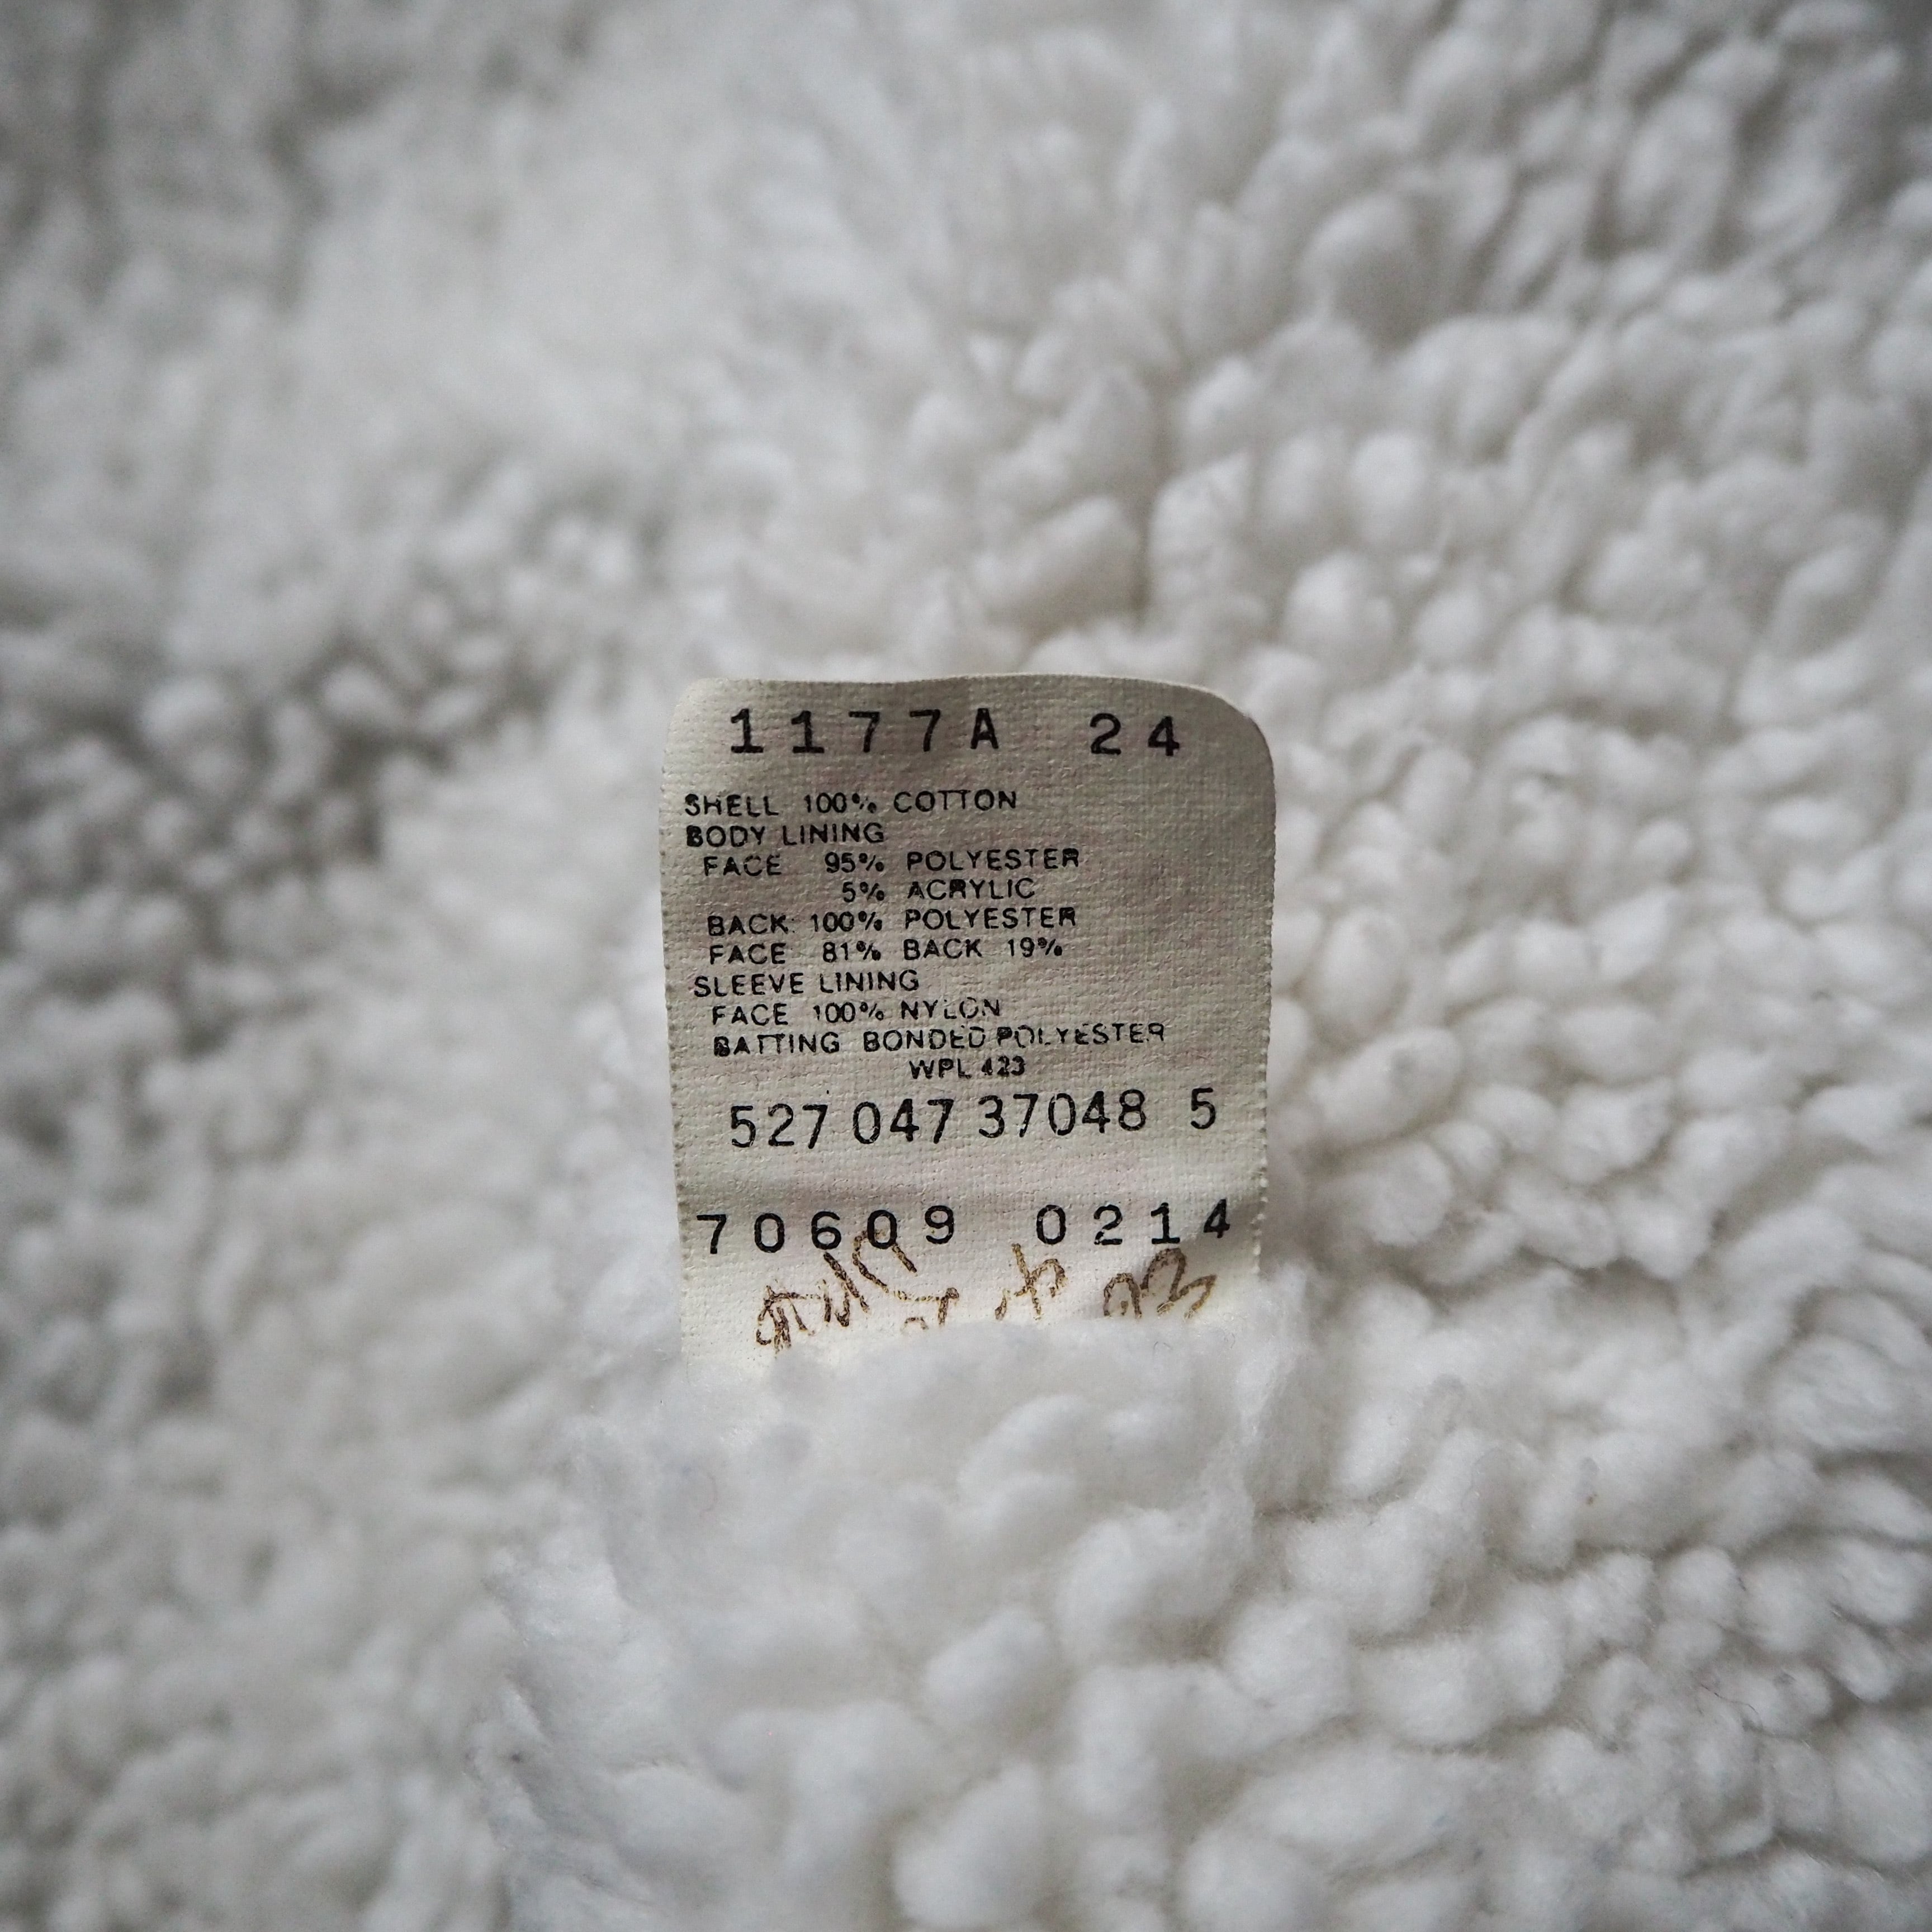 1177A 24
SHELL 100% COTTON
BODY LINING
FACE 95% POLYESTER
5% ACRYLIC
BACK: 100% POLYESTER
FACE 81% BACK 19%
SLEEVE LINING
FACE 100% NYLON
BATTING BONDED POLYESTER
WPL 423
527 047 37048 5
70609 0214